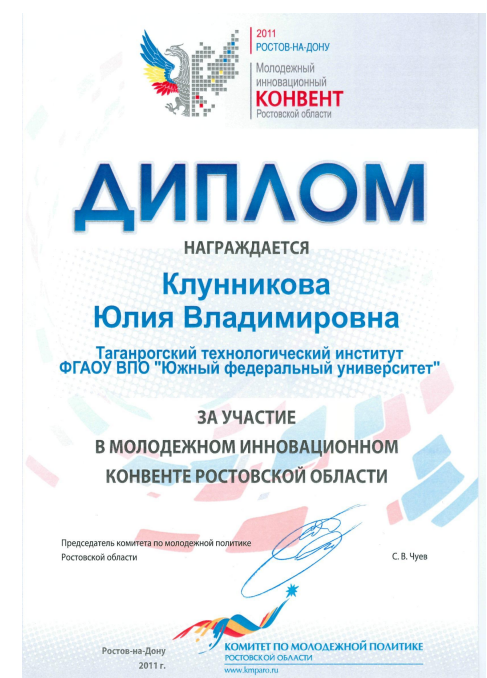 2011
РОСТОВ-НА-ДОНУ
Молодежный
инновационный
КОНВЕНТ
Ростовской области
ДИПЛОМ
НАГРАЖДАЕТСЯ
Клунникова
Юлия Владимировна
Таганрогский технологический институт
ФГАОУ ВПО "Южный федеральный университет"
ЗА УЧАСТИЕ
В МОЛОДЕЖНОМ ИННОВАЦИОННОМ
КОНВЕНТЕ РОСТОВСКОЙ ОБЛАСТИ
Председатель комитета по молодежной политике
Ростовской области
С. В. Чуев
Ростов-на-Дону
2011 г.
КОМИТЕТ ПО МОЛОДЕЖНОЙ ПОЛИТИКЕ
РОСТОВСКОЙ ОБЛАСТИ
www.kmparo.ru